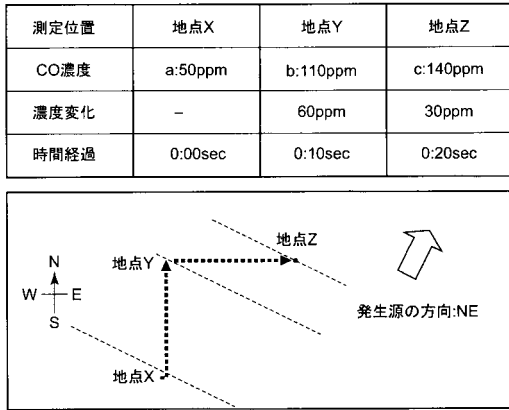 測定位置 地点X 地点Y 地点Z
CO濃度 a:50ppm b:110ppm c:140ppm
濃度変化 – 60ppm 30ppm
時間経過 0:00sec 0:10sec 0:20sec
地点Z
地点Y
N
W E
S
発生源の方向:NE
地点X